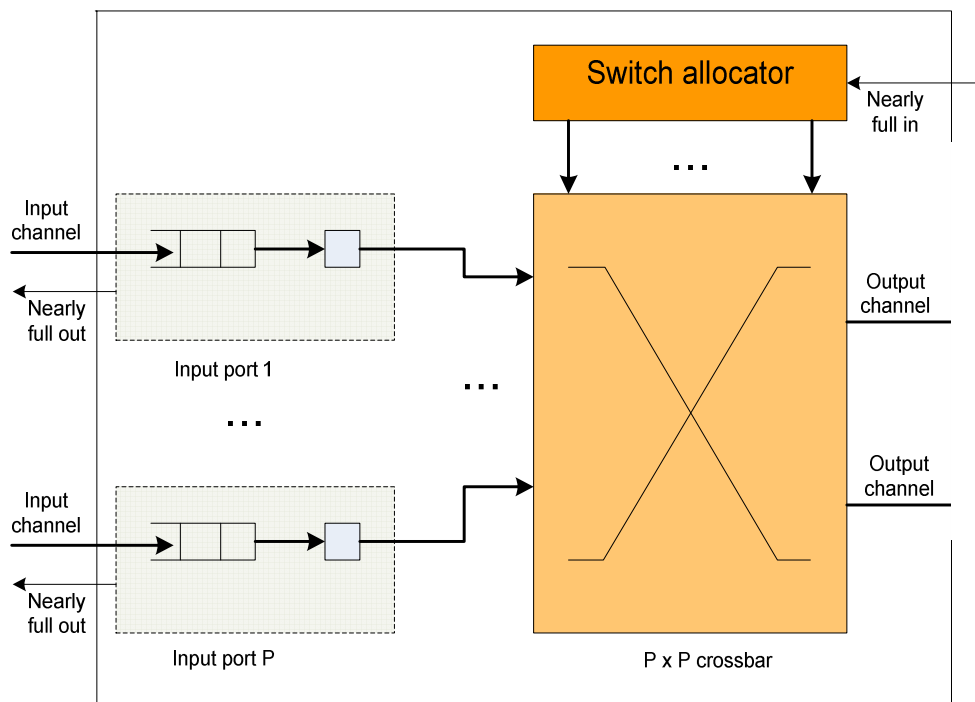 Switch allocator
Nearly
full in
...
Input
channel
Nearly
full out
Input port 1
...
...
Output
channel
Input
channel
Nearly
full out
Input port P
Output
channel
P x P crossbar